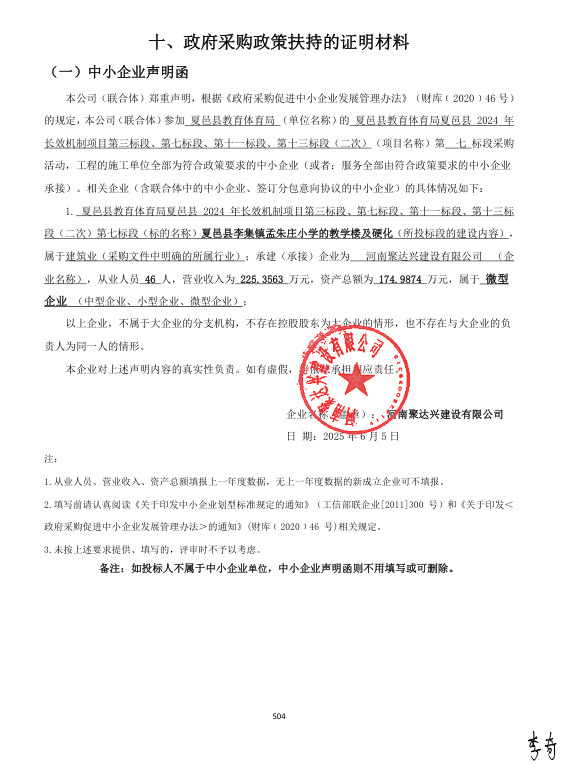 十、政府采购政策扶持的证明材料
（一）中小企业声明函
本公司（联合体）郑重声明，根据《政府采购促进中小企业发展管理办法》（财库﹝2020﹞46 号）
的规定，本公司（联合体）参加 夏邑县教育体育局 （单位名称）的 夏邑县教育体育局夏邑县 2024 年
长效机制项目第三标段、第七标段、第十一标段、第十三标段（二次）（项目名称）第 七 标段采购
活动，工程的施工单位全部为符合政策要求的中小企业（或者：服务全部由符合政策要求的中小企业
承接）。相关企业（含联合体中的中小企业、签订分包意向协议的中小企业）的具体情况如下：
1. 夏邑县教育体育局夏邑县 2024 年长效机制项目第三标段、第七标段、第十一标段、第十三标
段（二次）第七标段（标的名称）夏邑县李集镇孟朱庄小学的教学楼及硬化（所投标段的建设内容），
属于建筑业（采购文件中明确的所属行业）；承建（承接）企业为 河南聚达兴建设有限公司 （企
业名称），从业人员 46 人，营业收入为 225.3563 万元，资产总额为 174.9874 万元，属于 微型
企业 （中型企业、小型企业、微型企业）；
以上企业，不属于大企业的分支机构，不存在控股股东为大企业的情形，也不存在与大企业的负
责人为同一人的情形。
本企业对上述声明内容的真实性负责。如有虚假，将依法承担相应责任。
企业名称（盖章）：河南聚达兴建设有限公司
日 期：2025 年 6 月 5 日
注：
1.从业人员、营业收入、资产总额填报上一年度数据，无上一年度数据的新成立企业可不填报。
2.填写前请认真阅读《关于印发中小企业划型标准规定的通知》（工信部联企业[2011]300 号）和《关于印发＜
政府采购促进中小企业发展管理办法＞的通知》(财库﹝2020﹞46 号)相关规定。
3.未按上述要求提供、填写的，评审时不予以考虑。
备注：如投标人不属于中小企业单位，中小企业声明函则不用填写或可删除。
504
李奇